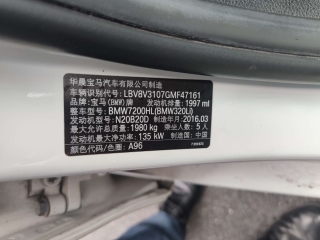 华晨宝马汽车有限公司制造
车辆识别代号: LBV8V3107GMF47161
品牌: 宝马(BMW)牌 发动机排量: 1997 ml
整车型号: BMW7200HL(BMW320Li)
发动机型号: N20B20D 制造年月: 2016.03
最大允许总质量: 1980 kg 乘坐人数: 5 人
发动机最大净功率: 135 kW 制造国: 中国
颜色代码/色圈: A96